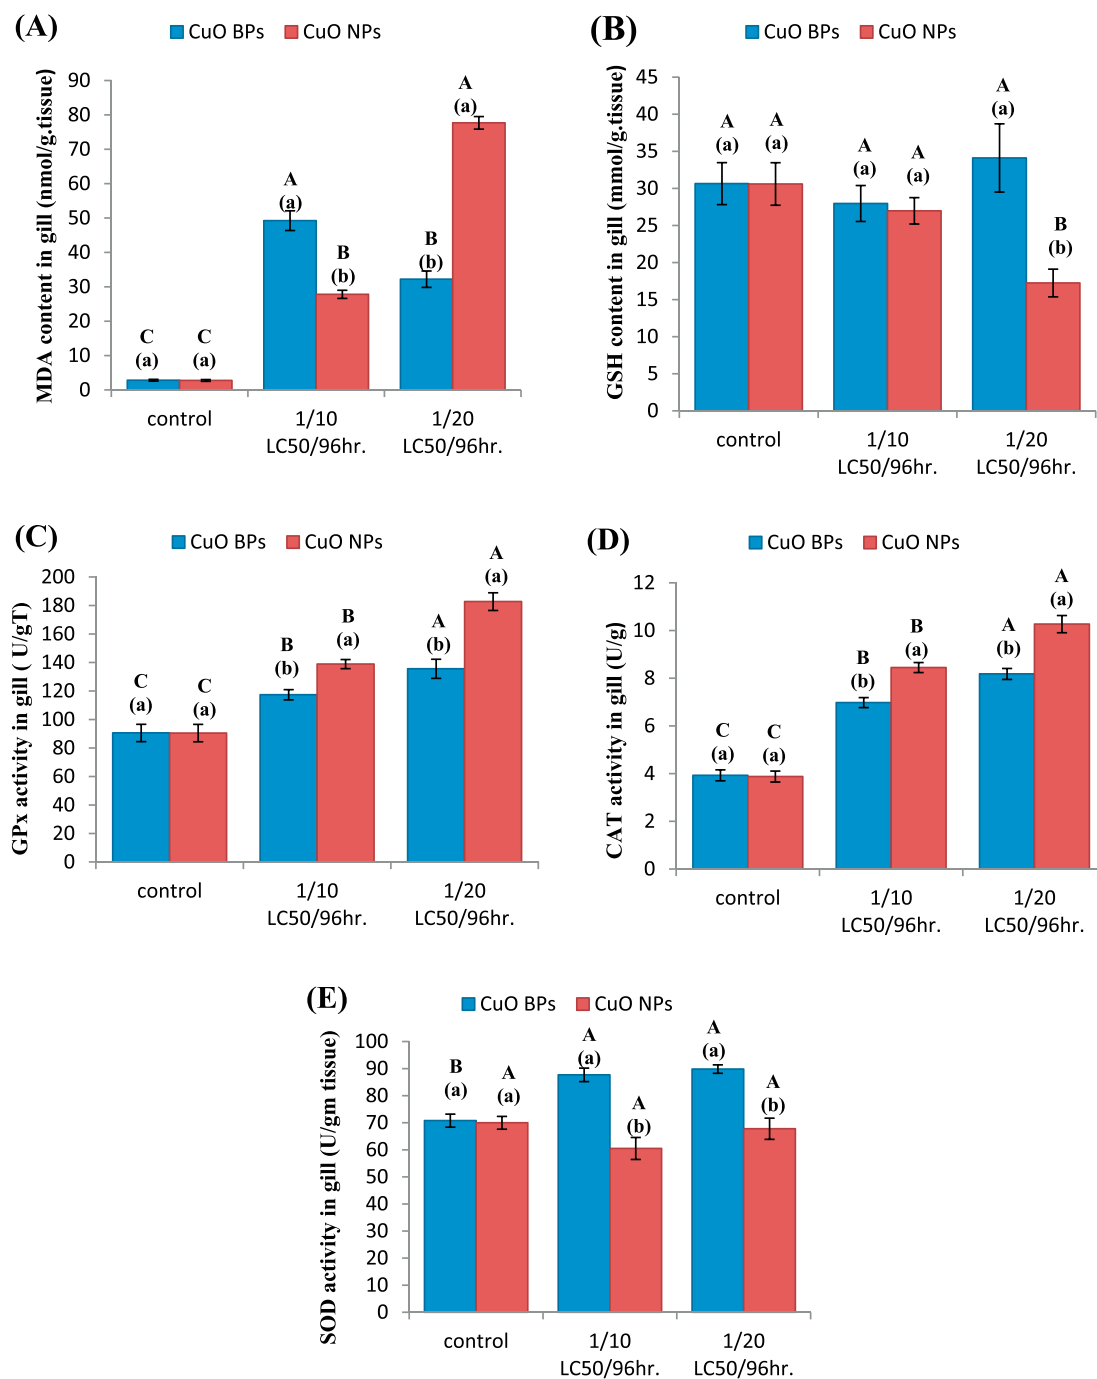 (A)
CuO BPs CuO NPs
MDA content in gill (nmol/g.tissue)
90
80
70
60
50
40
30
20
10
0
C
(a)
C
(a)
A
(a)
B
(b)
B
(b)
A
(a)
control 1/10 1/20
LC50/96hr. LC50/96hr.
(B)
CuO BPs CuO NPs
GSH content in gill (mmol/g.tissue)
45
40
35
30
25
20
15
10
5
0
A
(a)
A
(a)
A
(a)
A
(a)
A
(a)
B
(b)
control 1/10 1/20
LC50/96hr. LC50/96hr.
(C)
CuO BPs CuO NPs
GPx activity in gill ( U/gT)
200
180
160
140
120
100
80
60
40
20
0
C
(a)
C
(a)
B
(b)
B
(a)
A
(b)
A
(a)
control 1/10 1/20
LC50/96hr. LC50/96hr.
(D)
CuO BPs CuO NPs
CAT activity in gill (U/g)
12
10
8
6
4
2
0
C
(a)
C
(a)
B
(b)
B
(a)
A
(b)
A
(a)
control 1/10 1/20
LC50/96hr. LC50/96hr.
(E)
CuO BPs CuO NPs
SOD activity in gill (U/gm tissue)
100
90
80
70
60
50
40
30
20
10
0
B
(a)
A
(a)
A
(a)
A
(b)
A
(a)
A
(b)
control 1/10 1/20
LC50/96hr. LC50/96hr.